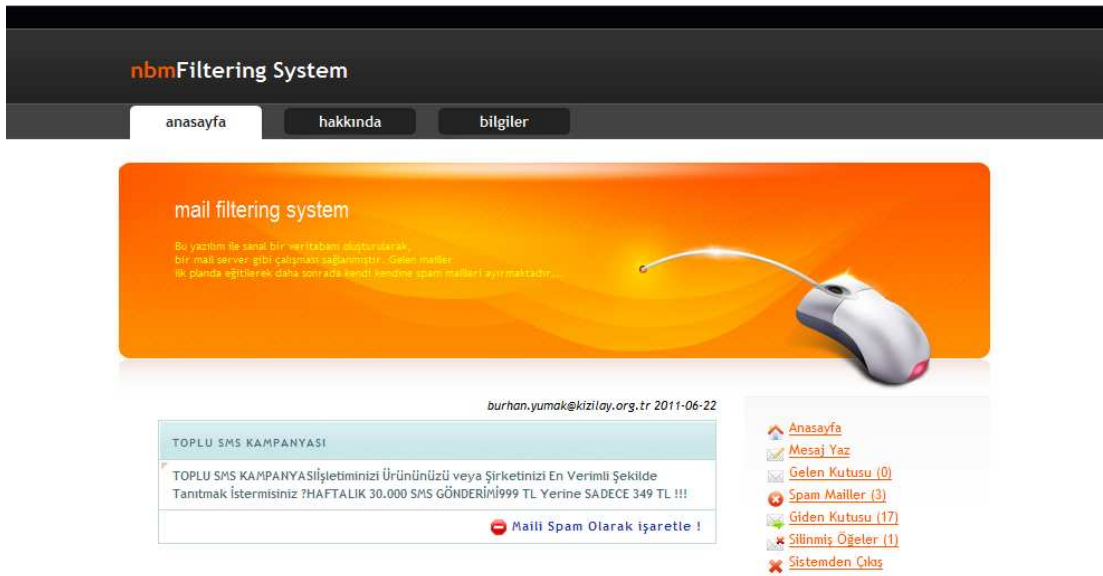 nbmFiltering System
anasayfa hakkında bilgiler
mail filtering system
Bu yazılım ile sanal bir veritabanı oluşturularak,
bir mail server gibi çalışması sağlanmıştır. Gelen mailler
ilk planda eğitilerek daha sonrada kendi kendine spam mailleri ayırmaktadır...
burhan.yumak@kizilay.org.tr 2011-06-22
TOPLU SMS KAMPANYASI
TOPLU SMS KAMPANYASIİşletiminizi Ürününüzü veya Şirketinizi En Verimli Şekilde
Tanıtmak İstermisiniz ?HAFTALIK 30.000 SMS GÖNDERİMİ999 TL Yerine SADECE 349 TL !!!
Maili Spam Olarak işaretle !
Anasayfa
Mesaj Yaz
Gelen Kutusu (0)
Spam Mailler (3)
Giden Kutusu (17)
Silinmiş Öğeler (1)
Sistemden Çıkış